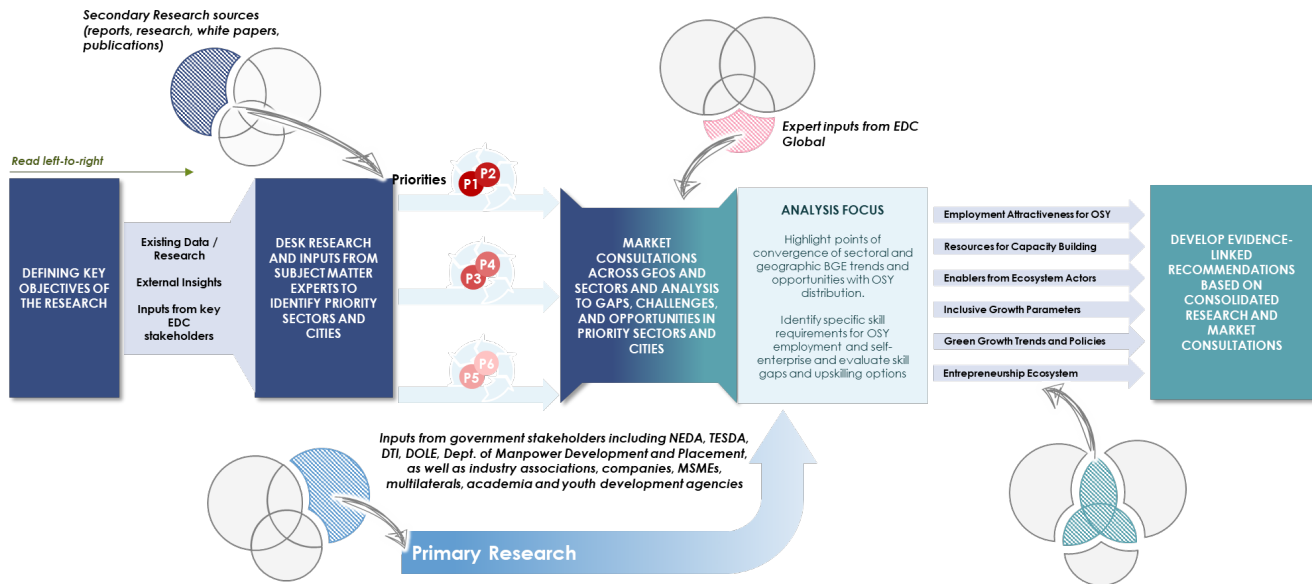 Secondary Research sources
(reports, research, white papers,
publications)
Expert inputs from EDC
Global
Read left-to-right
DEFINING KEY
OBJECTIVES OF
THE RESEARCH
Existing Data /
Research
External Insights
Inputs from key
EDC
stakeholders
DESK RESEARCH
AND INPUTS FROM
SUBJECT MATTER
EXPERTS TO
IDENTIFY PRIORITY
SECTORS AND
CITIES
Priorities
P1
P2
P3
P4
P5
P6
MARKET
CONSULTATIONS
ACROSS GEOS AND
SECTORS AND ANALYSIS
TO GAPS, CHALLENGES,
AND OPPORTUNITIES IN
PRIORITY SECTORS AND
CITIES
ANALYSIS FOCUS
Highlight points of
convergence of sectoral and
geographic BGE trends and
opportunities with OSY
distribution.
Identify specific skill
requirements for OSY
employment and self-
enterprise and evaluate skill
gaps and upskilling options
Employment Attractiveness for OSY
Resources for Capacity Building
Enablers from Ecosystem Actors
Inclusive Growth Parameters
Green Growth Trends and Policies
Entrepreneurship Ecosystem
DEVELOP EVIDENCE-
LINKED
RECOMMENDATIONS
BASED ON
CONSOLIDATED
RESEARCH AND
MARKET
CONSULTATIONS
Inputs from government stakeholders including NEDA, TESDA,
DTI, DOLE, Dept. of Manpower Development and Placement,
as well as industry associations, companies, MSMEs,
multilaterals, academia and youth development agencies
Primary Research